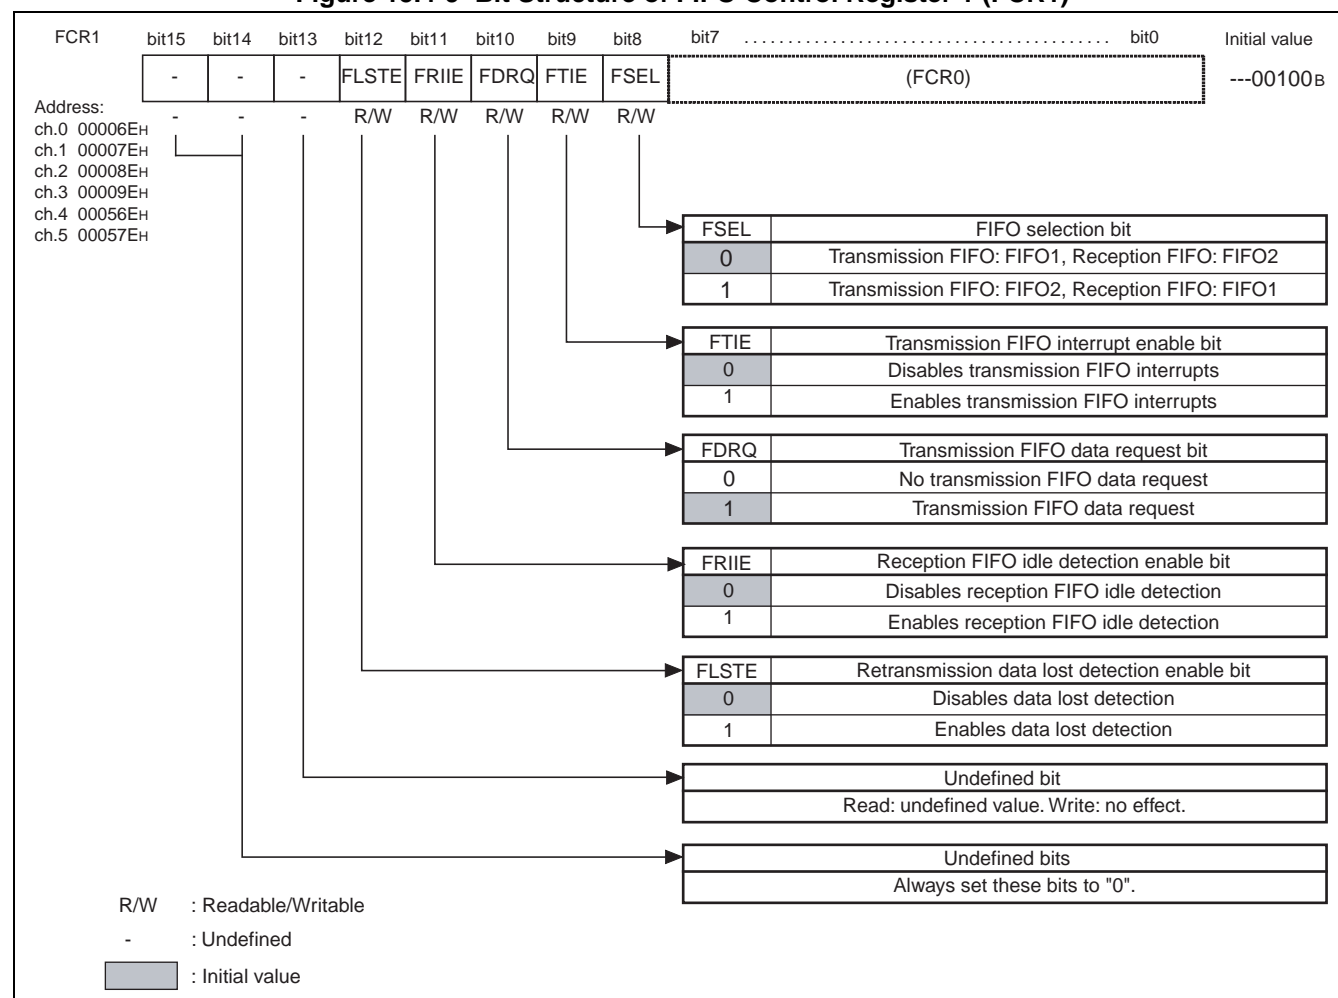 FCR1 bit15 bit14 bit13 bit12 bit11 bit10 bit9 bit8 bit7 ........................................ bit0 Initial value
- - - FLSTE FRIIE FDRQ FTIE FSEL (FCR0) ---00100B
Address: - - - R/W R/W R/W R/W R/W
ch.0 00006EH
ch.1 00007EH
ch.2 00008EH
ch.3 00009EH
ch.4 00056EH
ch.5 00057EH
FSEL FIFO selection bit
0 Transmission FIFO: FIFO1, Reception FIFO: FIFO2
1 Transmission FIFO: FIFO2, Reception FIFO: FIFO1
FTIE Transmission FIFO interrupt enable bit
0 Disables transmission FIFO interrupts
1 Enables transmission FIFO interrupts
FDRQ Transmission FIFO data request bit
0 No transmission FIFO data request
1 Transmission FIFO data request
FRIIE Reception FIFO idle detection enable bit
0 Disables reception FIFO idle detection
1 Enables reception FIFO idle detection
FLSTE Retransmission data lost detection enable bit
0 Disables data lost detection
1 Enables data lost detection
Undefined bit
Read: undefined value. Write: no effect.
Undefined bits
Always set these bits to "0".
R/W : Readable/Writable
- : Undefined
: Initial value